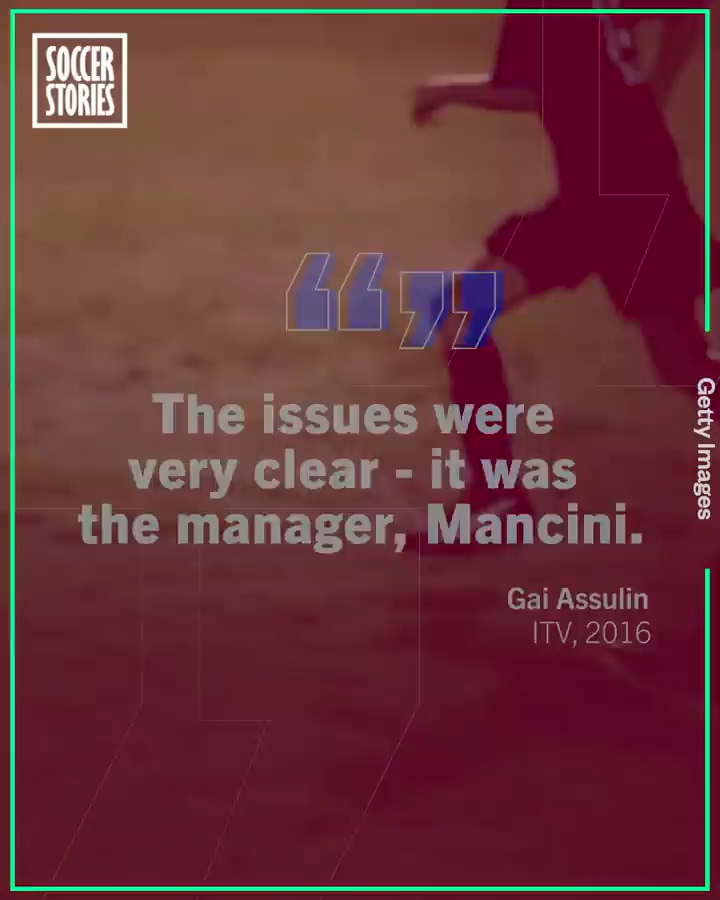 SOCCER
STORIES
“”
The issues were
very clear - it was
the manager, Mancini.
Gai Assulin
ITV, 2016
Getty Images